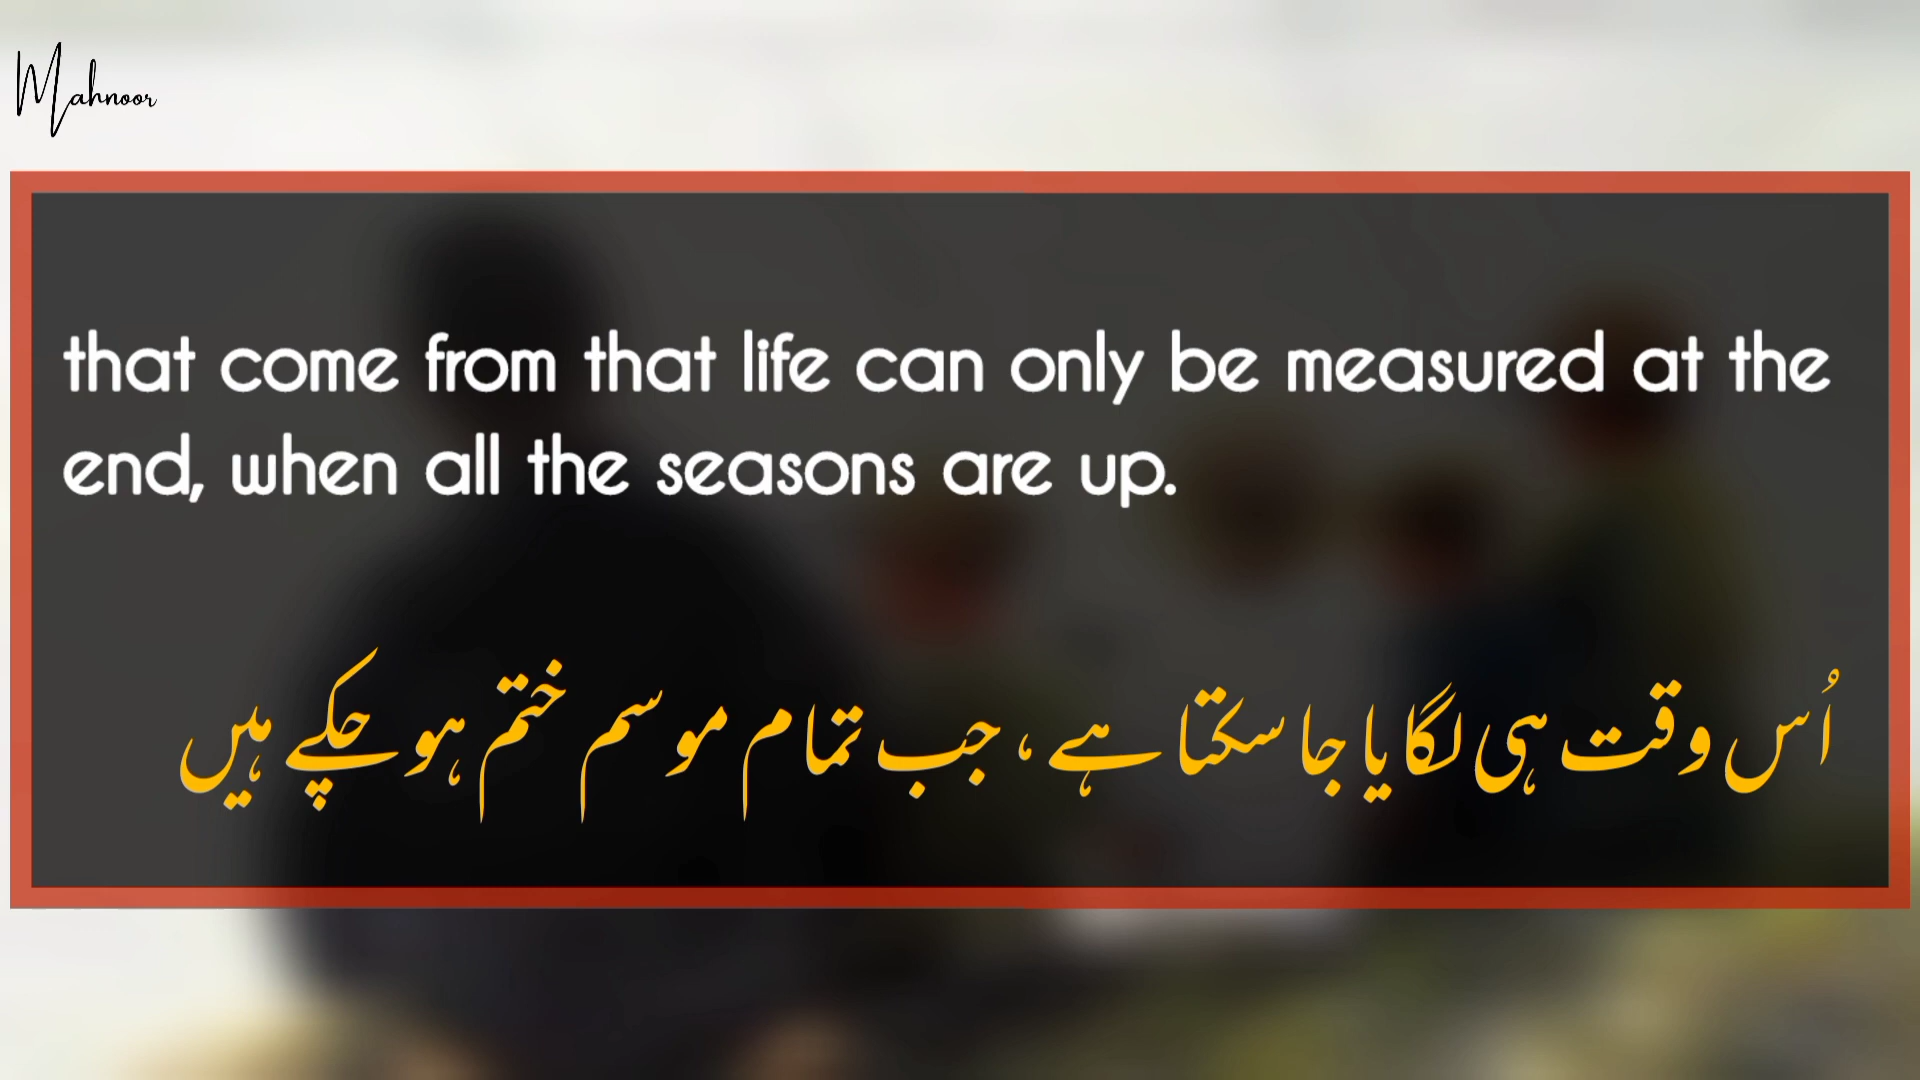 Mahnoor
that come from that life can only be measured at the
end, when all the seasons are up.
اُس وقت ہی لگایا جا سکتا ہے، جب تمام موسم ختم ہو چکے ہیں